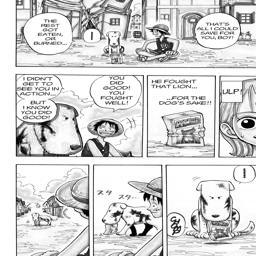 THE
REST GOT
EATEN,
OR
BURNED...
THAT'S
ALL I COULD
SAVE FOR
YOU, BOY!
I DIDN'T
GET TO
SEE YOU IN
ACTION...
BUT I
KNOW YOU
DID
GOOD!
YOU
DID
GOOD!
YOU
FOUGHT
WELL!
HE FOUGHT
THAT LION...
...FOR THE
DOG'S SAKE!!
ULP!